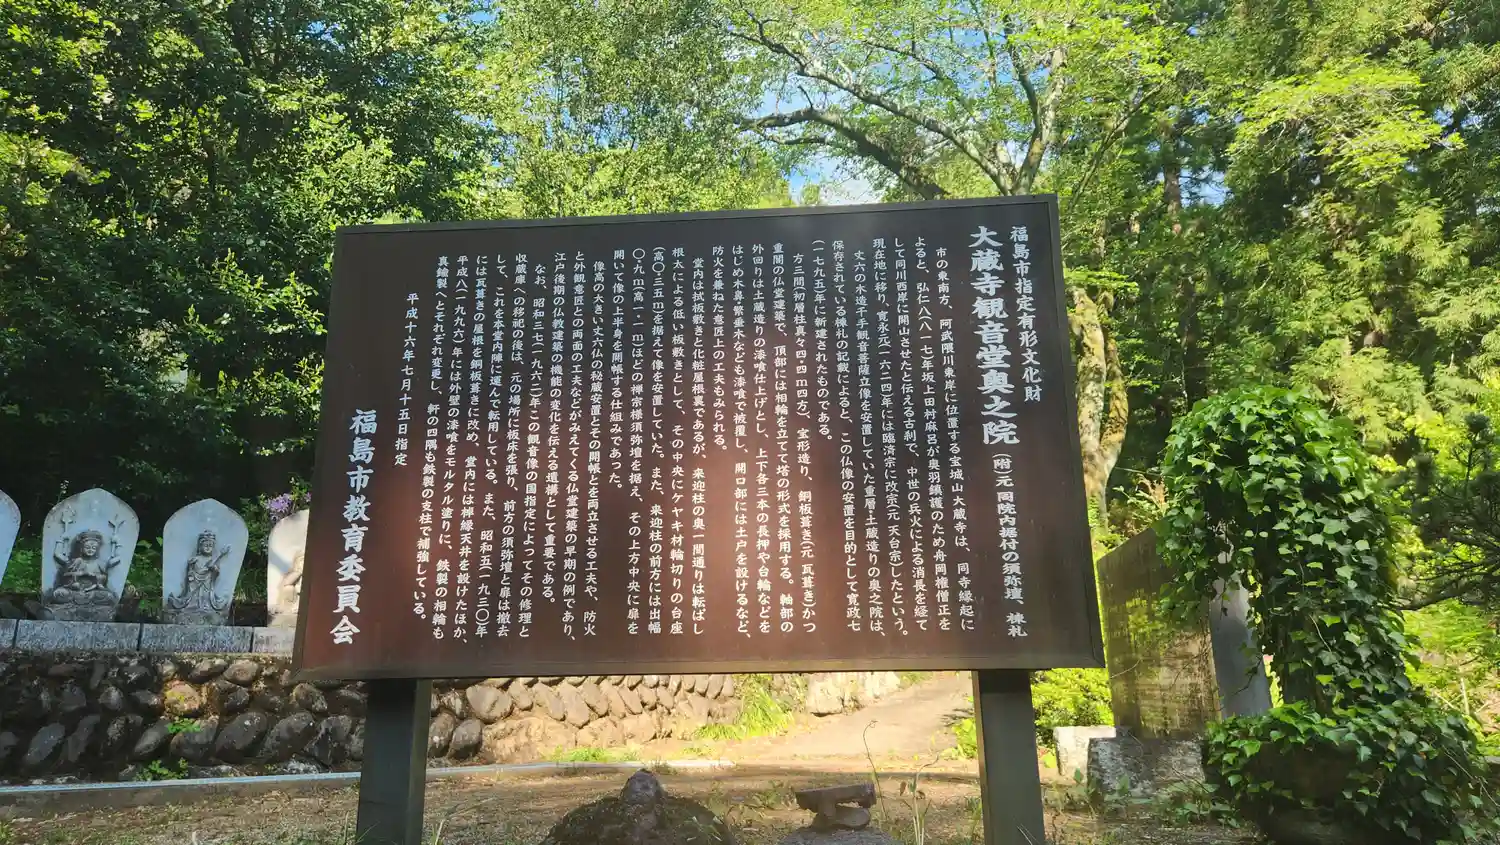 福島市指定有形文化財
大蔵寺観音堂奥之院（附）元同院内据付の須弥壇、棟札
市の東南方、阿武隈川東岸に位置する宝城山大蔵寺は、同寺縁起に
よると、弘仁八（八一七）年坂上田村麻呂が奥羽鎮護のため舟岡権僧正を
して同川西岸に開山させたと伝える古刹で、中世の兵火による消長を経て
現在地に移り、寛永元（一六二四）年には臨済宗に改宗（元天台宗）したという。
丈六の木造千手観音菩薩立像を安置していた重層・土蔵造りの奥之院は、
保存されている棟札の記載によると、この仏像の安置を目的として寛政七
（一七九五）年に新建されたものである。
方三間（初層柱真々四・四四ｍ四方）、宝形造り、銅板葺き（元瓦葺き）かつ
重閣の仏堂建築で、頂部には相輪を立てて塔の形式を採用する。軸部の
外回りは土蔵造りの漆喰仕上げとし、上下各三本の長押や台輪などを
はじめ木鼻・繁垂木なども漆喰で被覆し、開口部には土戸を設けるなど、
防火を兼ねた意匠上の工夫もみられる。
堂内は拭板敷きと化粧屋根裏であるが、来迎柱の奥一間通りは転ばし
根太による低い板敷きとして、その中央にケヤキ材輪切りの台座
（高〇・三五ｍ）を据えて像を安置していた。また、来迎柱の前方には出幅
〇・九ｍ（高一・一ｍ）ほどの禅宗様須弥壇を据え、その上方中央に扉を
開いて像の上半身を開帳する仕組みであった。
像高の大きい丈六仏の秘蔵安置とその開帳とを両立させる工夫や、防火
と外観意匠との両面の工夫などがみえてくる仏堂建築の早期の例であり、
江戸後期の仏教建築の機能の変化を伝える遺構として重要である。
なお、昭和三七（一九六二）年この観音像の国指定によってその修理と
収蔵庫への移祀の後は、元の場所に板床を張り、前方の須弥壇と扉は撤去
して、これを本堂内陣に運んで転用している。また、昭和五（一九三〇）年
には瓦葺きの屋根を銅板葺きに改め、堂内には棹縁天井を設けたほか、
平成八（一九九六）年には外壁の漆喰をモルタル塗りに、鉄製の相輪も
真鍮製へとそれぞれ変更し、軒の四隅も鉄製の支柱で補強している。
平成十六年七月十五日指定
福島市教育委員会